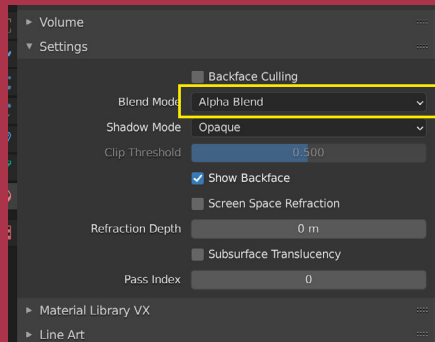 Volume
Settings
Backface Culling
Blend Mode Alpha Blend
Shadow Mode Opaque
Clip Threshold 0.500
Show Backface
Screen Space Refraction
Refraction Depth 0 m
Subsurface Translucency
Pass Index 0
Material Library VX
Line Art